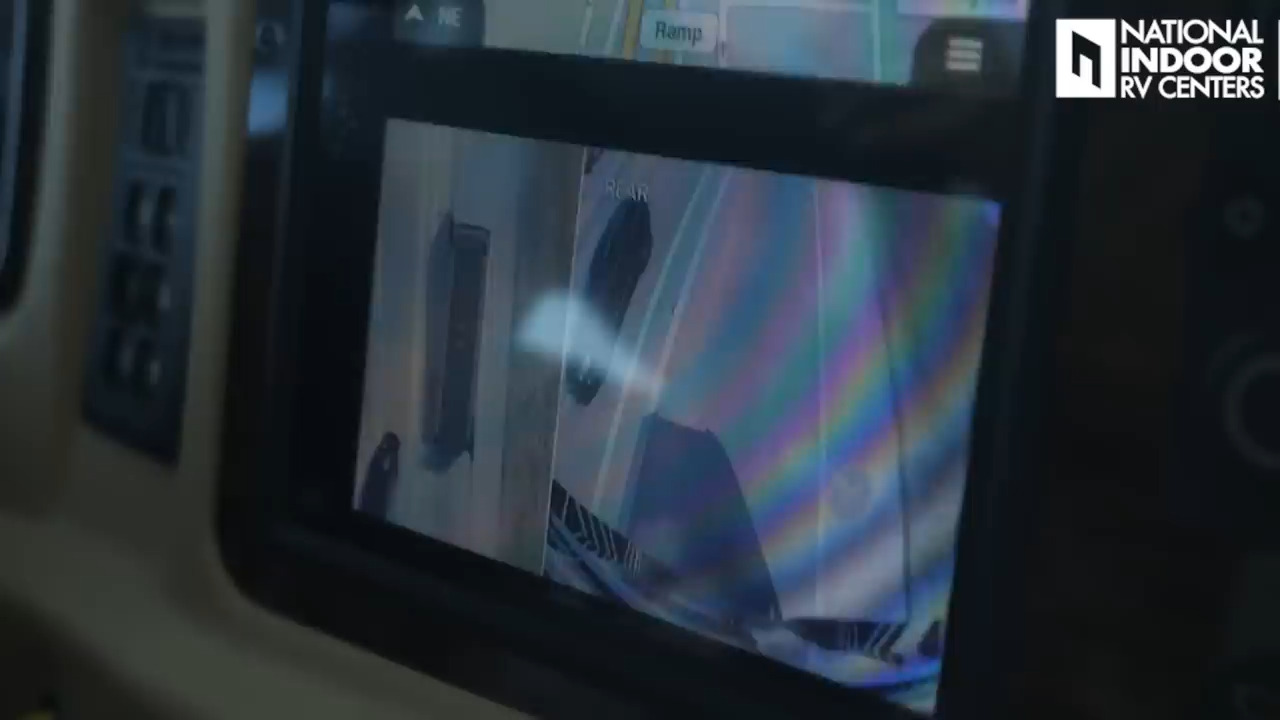 NE
Ramp
NATIONAL
INDOOR
RV CENTERS
REAR